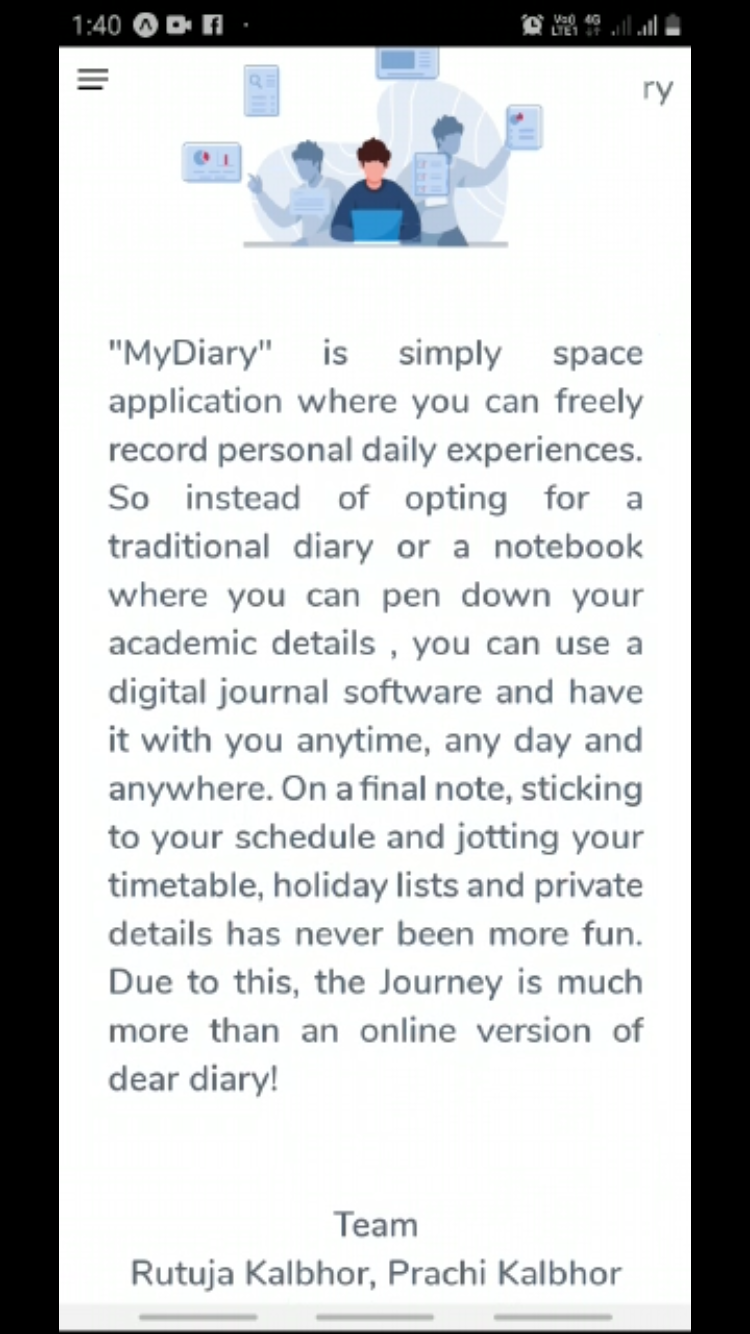 1:40
Vo)) 4G
LTE1
ry
"MyDiary" is simply space
application where you can freely
record personal daily experiences.
So instead of opting for a
traditional diary or a notebook
where you can pen down your
academic details , you can use a
digital journal software and have
it with you anytime, any day and
anywhere. On a final note, sticking
to your schedule and jotting your
timetable, holiday lists and private
details has never been more fun.
Due to this, the Journey is much
more than an online version of
dear diary!
Team
Rutuja Kalbhor, Prachi Kalbhor